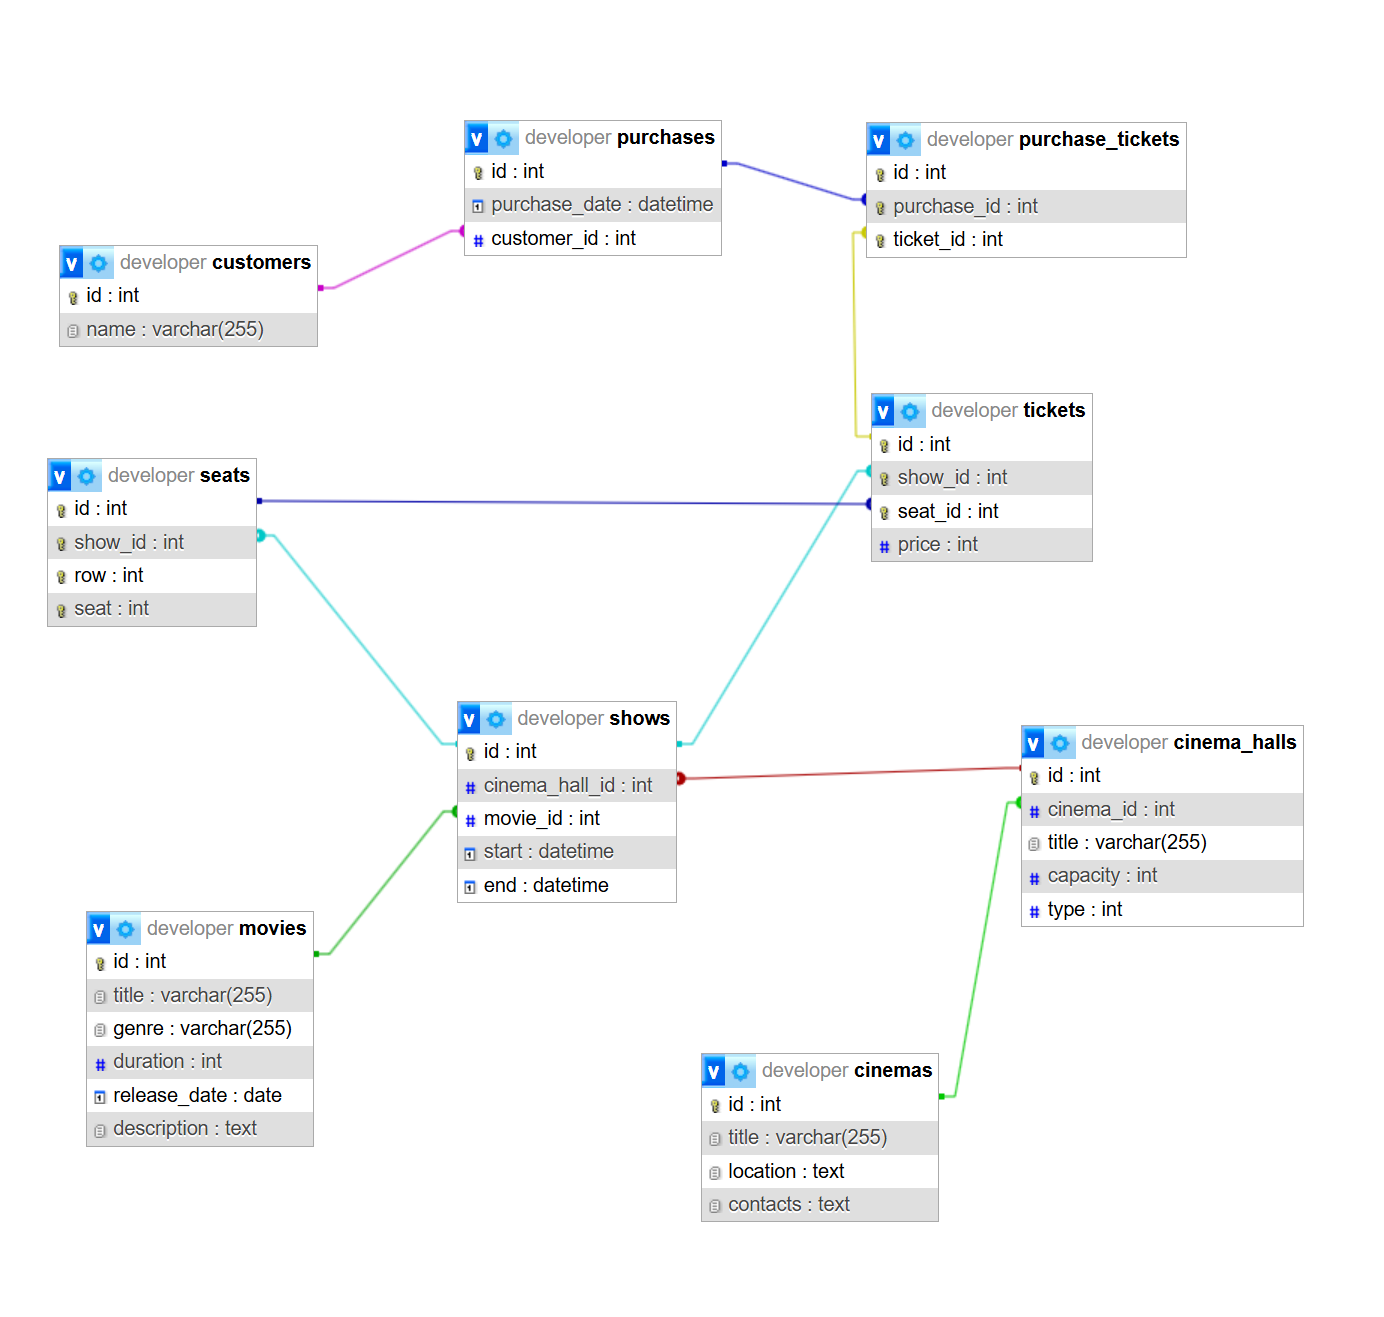 v developer purchases
id : int
purchase_date : datetime
customer_id : int
v developer purchase_tickets
id : int
purchase_id : int
ticket_id : int
v developer customers
id : int
name : varchar(255)
v developer tickets
id : int
show_id : int
seat_id : int
price : int
v developer seats
id : int
show_id : int
row : int
seat : int
v developer shows
id : int
cinema_hall_id : int
movie_id : int
start : datetime
end : datetime
v developer cinema_halls
id : int
cinema_id : int
title : varchar(255)
capacity : int
type : int
v developer movies
id : int
title : varchar(255)
genre : varchar(255)
duration : int
release_date : date
description : text
v developer cinemas
id : int
title : varchar(255)
location : text
contacts : text